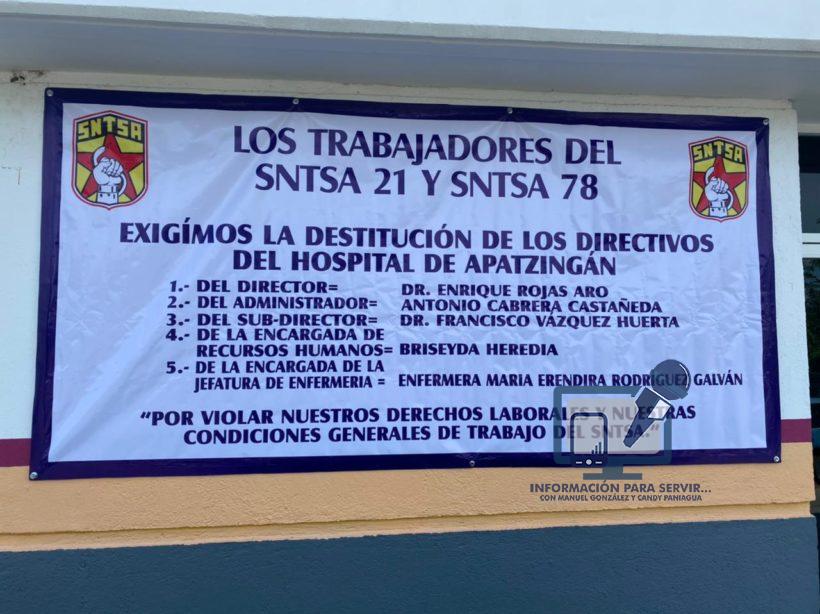 SNTSA
SNTSA
LOS TRABAJADORES DEL
SNTSA 21 Y SNTSA 78
EXIGÍMOS LA DESTITUCIÓN DE LOS DIRECTIVOS
DEL HOSPITAL DE APATZINGÁN
1.- DEL DIRECTOR= DR. ENRIQUE ROJAS ARO
2.- DEL ADMINISTRADOR= ANTONIO CABRERA CASTAÑEDA
3.- DEL SUB-DIRECTOR= DR. FRANCISCO VÁZQUEZ HUERTA
4.- DE LA ENCARGADA DE
RECURSOS HUMANOS= BRISEYDA HEREDIA
5.- DE LA ENCARGADA DE LA
JEFATURA DE ENFERMERIA = ENFERMERA MARIA ERENDIRA RODRÍGUEZ GALVÁN
"POR VIOLAR NUESTROS DERECHOS LABORALES Y NUESTRAS
CONDICIONES GENERALES DE TRABAJO DEL SNTSA."
INFORMACIÓN PARA SERVIR...
CON MANUEL GONZÁLEZ Y CANDY PANIAGUA